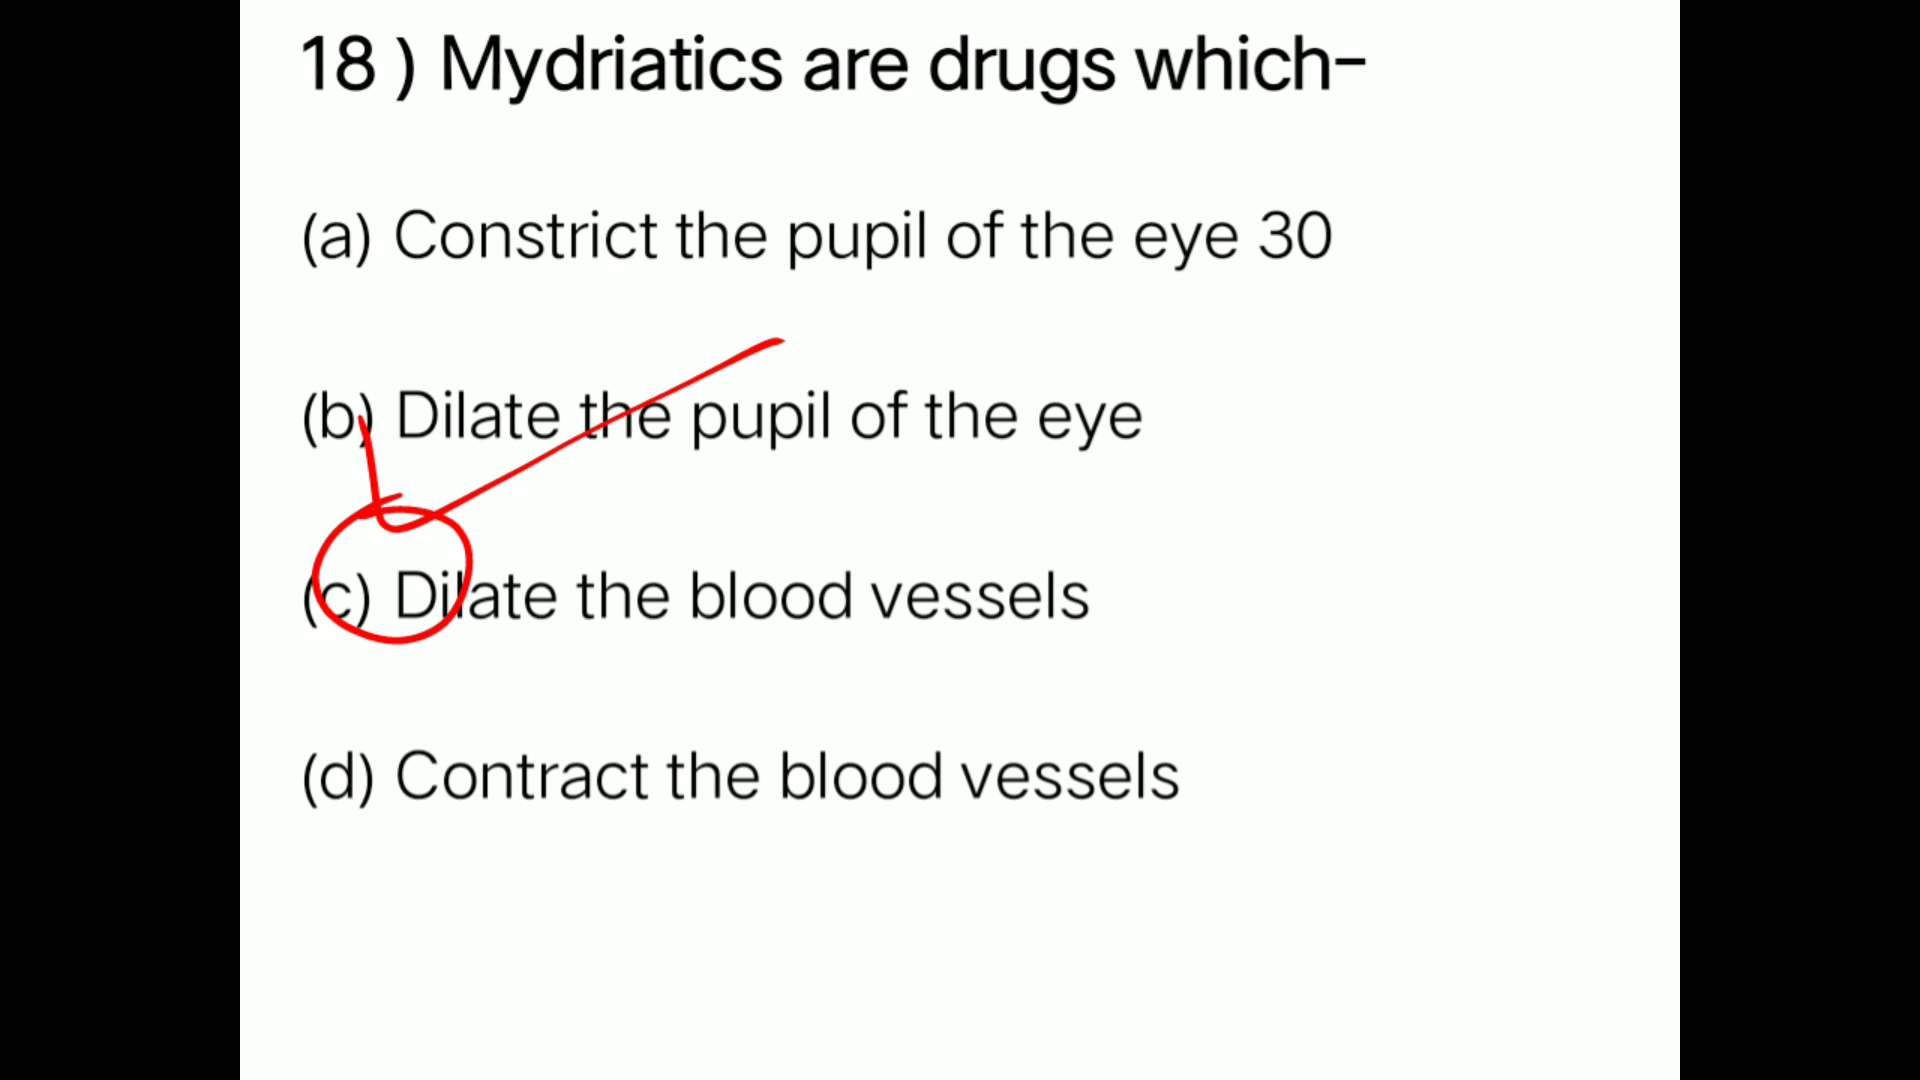 18 ) Mydriatics are drugs which-
(a) Constrict the pupil of the eye 30
(b) Dilate the pupil of the eye
(c) Dilate the blood vessels
(d) Contract the blood vessels